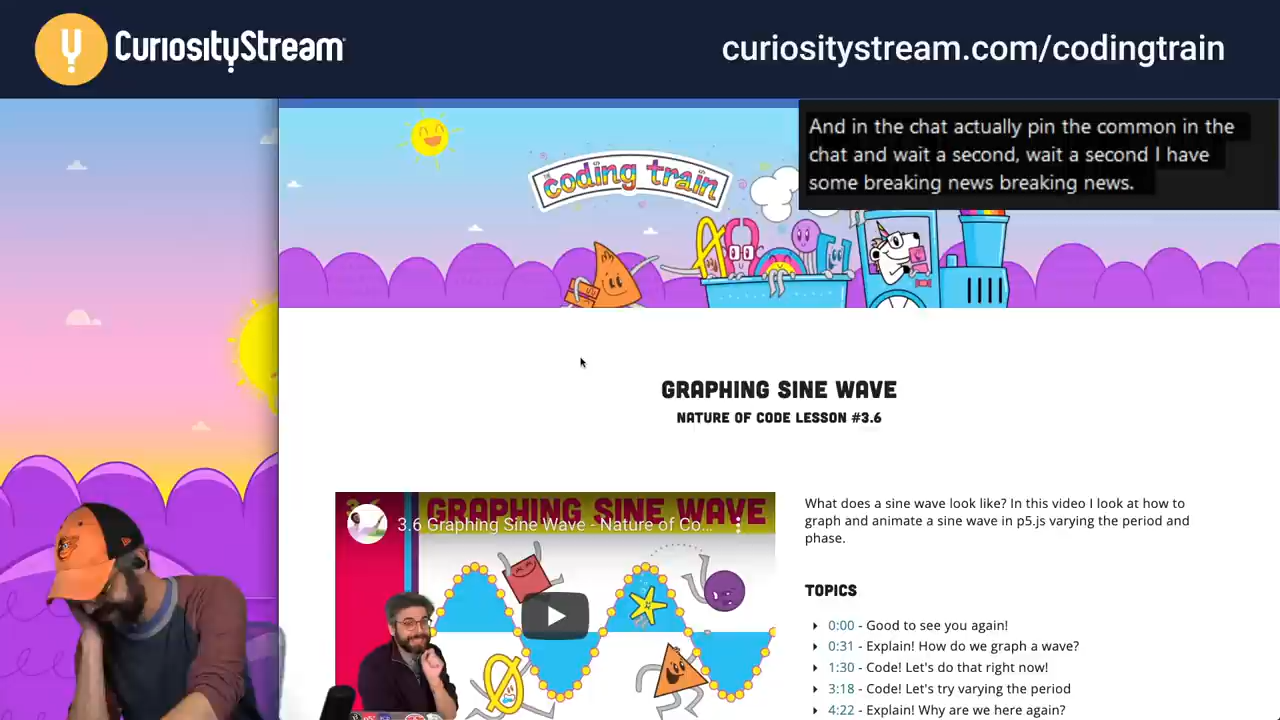 CURIOSITYSTREAM
curiositystream.com/codingtrain
And in the chat actually pin the common in the
chat and wait a second, wait a second I have
some breaking news breaking news.
THE
coding train
GRAPHING SINE WAVE
NATURE OF CODE LESSON #3.6
3.6
GRAPHING SINE WAVE
3.6 Graphing Sine Wave - Nature of Co...
What does a sine wave look like? In this video I look at how to
graph and animate a sine wave in p5.js varying the period and
phase.
TOPICS
0:00 - Good to see you again!
0:31 - Explain! How do we graph a wave?
1:30 - Code! Let's do that right now!
3:18 - Code! Let's try varying the period
4:22 - Explain! Why are we here again?